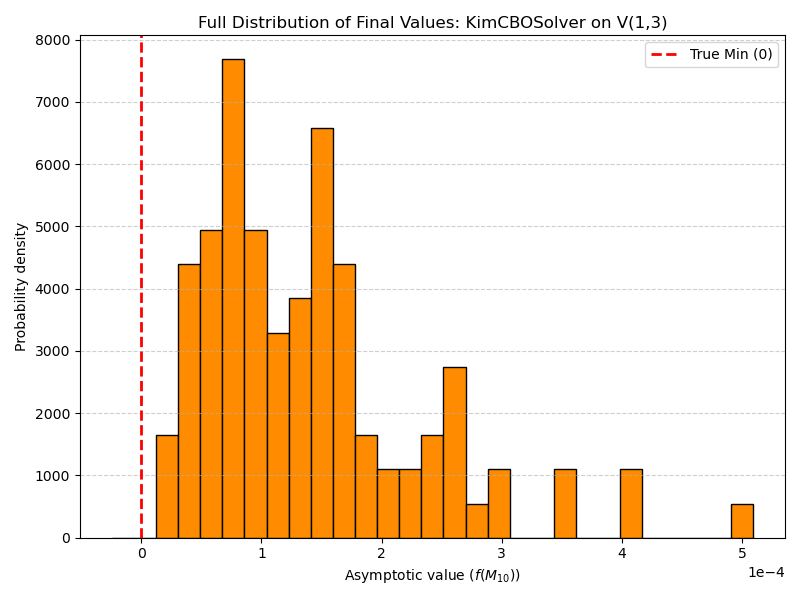 Full Distribution of Final Values: KimCBOSolver on V(1,3)
True Min (0)
Probability density
8000
7000
6000
5000
4000
3000
2000
1000
0
0 1 2 3 4 5
1e−4
Asymptotic value (f(M₁₀))